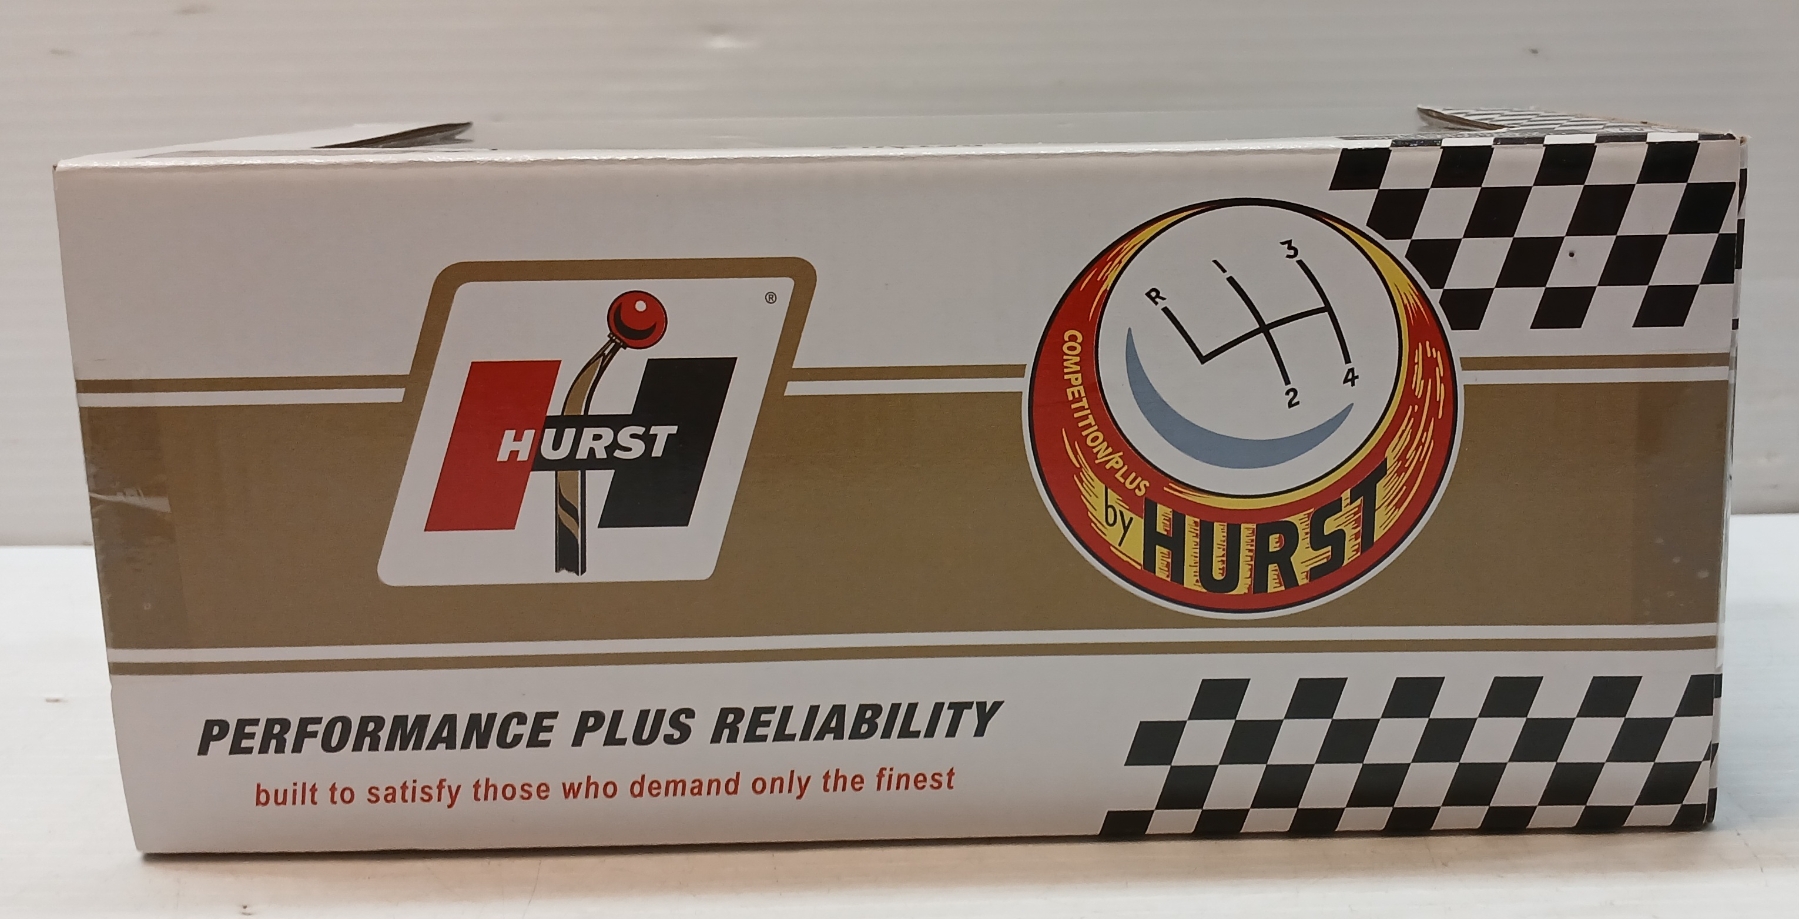 ®
HURST
R 1 3
2 4
COMPETITION/PLUS
by HURST
PERFORMANCE PLUS RELIABILITY
built to satisfy those who demand only the finest